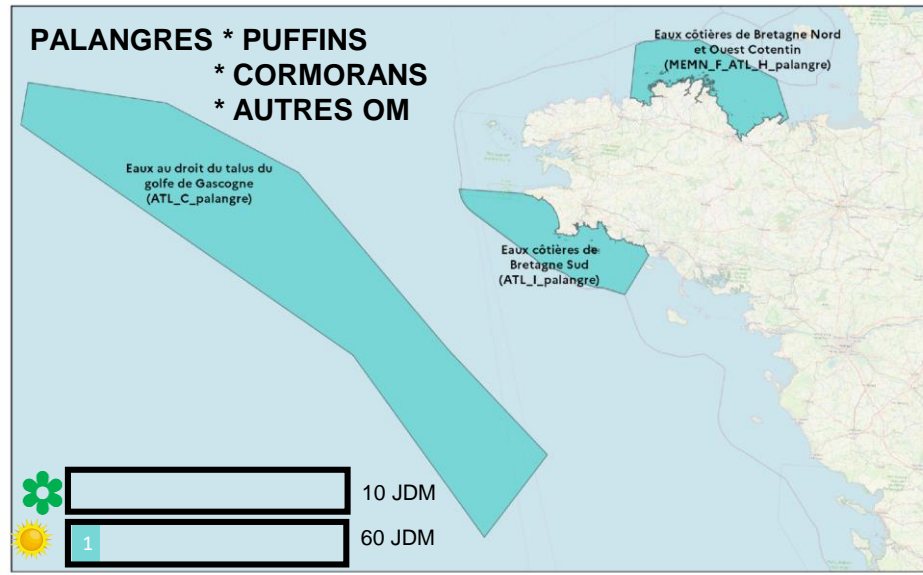 PALANGRES * PUFFINS
* CORMORANS
* AUTRES OM
Eaux côtières de Bretagne Nord
et Ouest Cotentin
(MEMN_F_ATL_H_palangre)
Eaux au droit du talus du
golfe de Gascogne
(ATL_C_palangre)
Eaux côtières de
Bretagne Sud
(ATL_I_palangre)
10 JDM
1
60 JDM